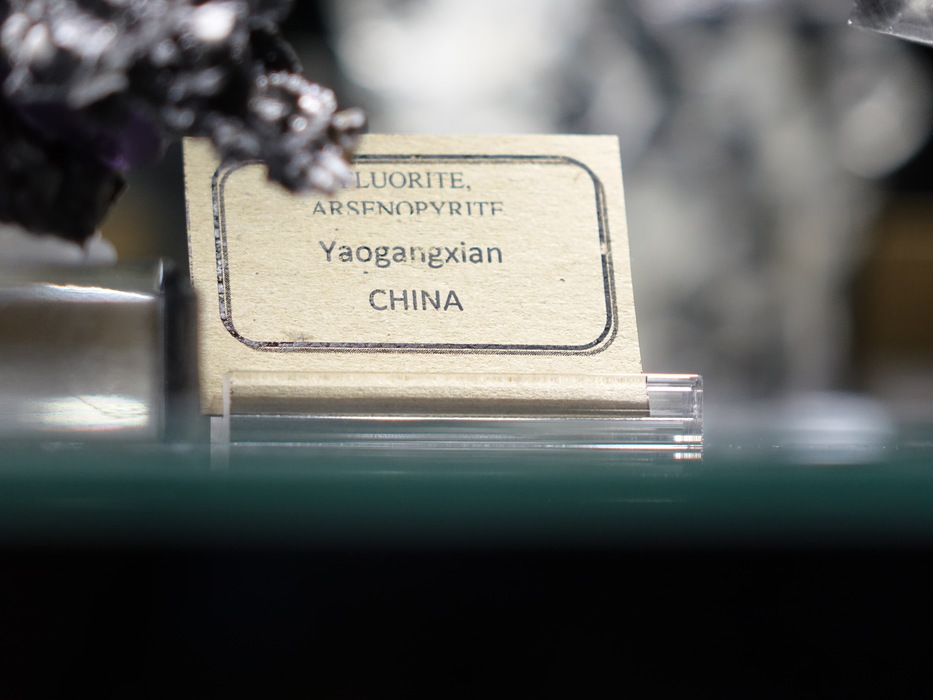 FLUORITE,
ARSENOPYRITE
Yaogangxian
CHINA